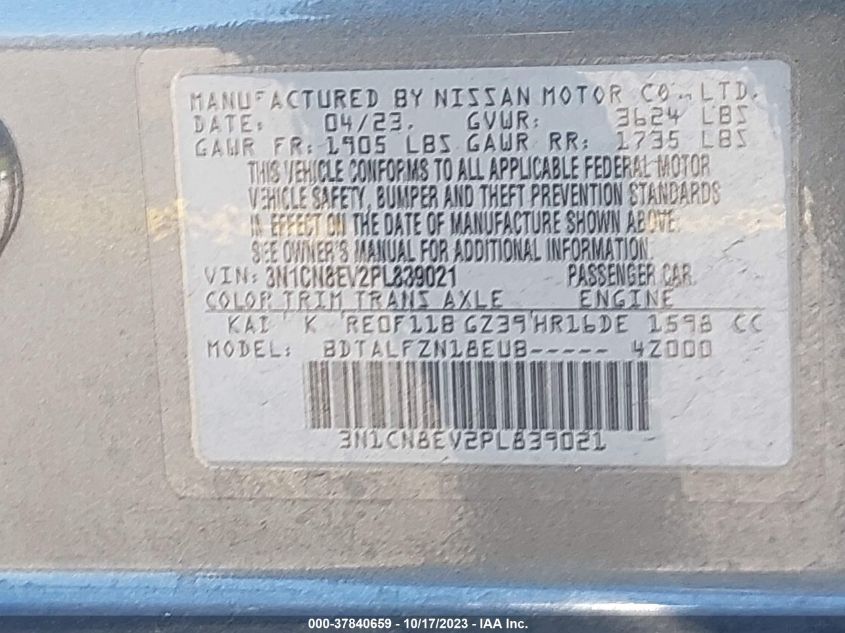 MANUFACTURED BY NISSAN MOTOR CO., LTD.
DATE: 04/23. GVWR: 3624 LBS
GAWR FR: 1905 LBS GAWR RR: 1735 LBS
THIS VEHICLE CONFORMS TO ALL APPLICABLE FEDERAL MOTOR
VEHICLE SAFETY, BUMPER AND THEFT PREVENTION STANDARDS
IN EFFECT ON THE DATE OF MANUFACTURE SHOWN ABOVE.
SEE OWNER'S MANUAL FOR ADDITIONAL INFORMATION.
VIN: 3N1CN8EV2PL839021 PASSENGER CAR
COLOR TRIM TRANS AXLE ENGINE
KAD K RE0F11B GZ39 HR16DE 1598 CC
MODEL: BDTALFZN18EUB----- 4Z000
3N1CN8EV2PL839021
000-37840659 - 10/17/2023 - IAA Inc.